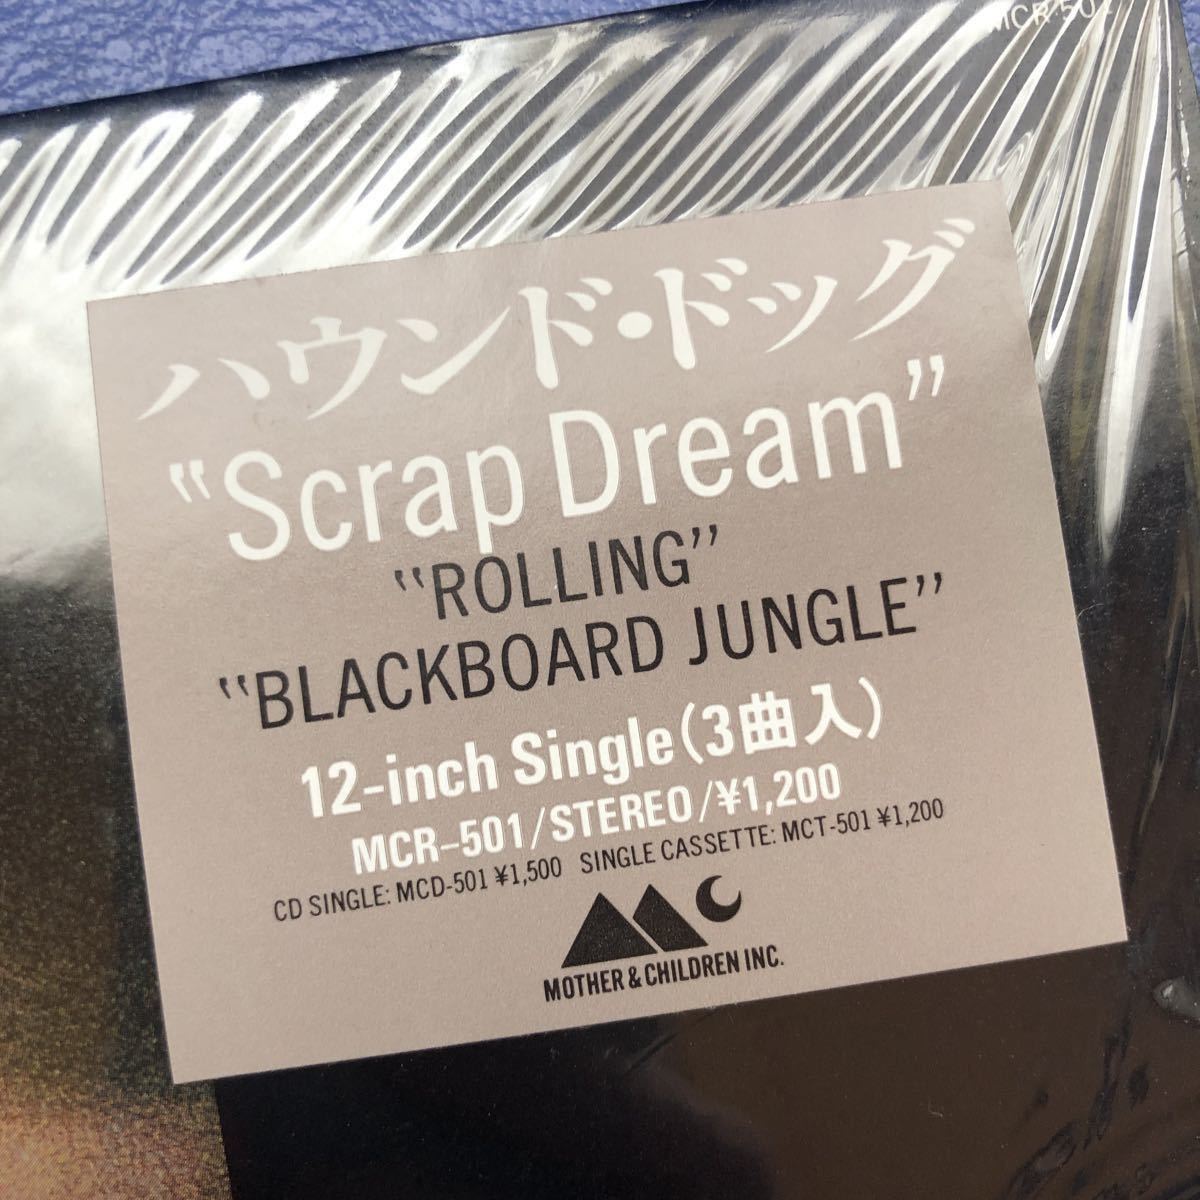 MCR 501
ハウンド・ドッグ
"Scrap Dream"
"ROLLING"
"BLACKBOARD JUNGLE"
12-inch Single(3曲入)
MCR-501/STEREO/¥1,200
CD SINGLE: MCD-501 ¥1,500 SINGLE CASSETTE: MCT-501 ¥1,200
MOTHER & CHILDREN INC.